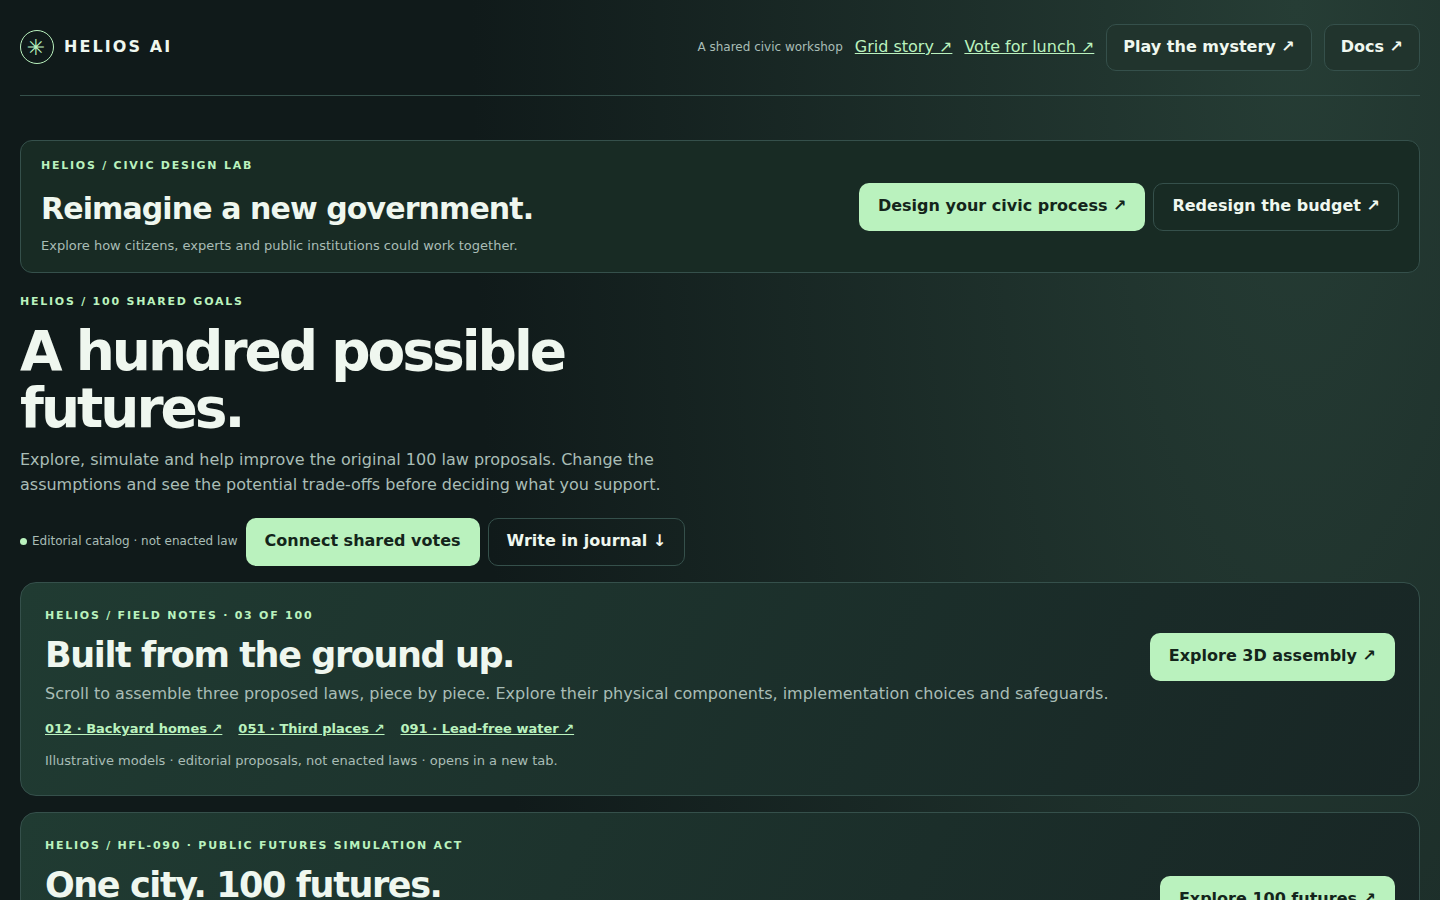 HELIOS AI
A shared civic workshop
Grid story ↗
Vote for lunch ↗
Play the mystery ↗
Docs ↗
HELIOS / CIVIC DESIGN LAB
Reimagine a new government.
Explore how citizens, experts and public institutions could work together.
Design your civic process ↗
Redesign the budget ↗
HELIOS / 100 SHARED GOALS
A hundred possible
futures.
Explore, simulate and help improve the original 100 law proposals. Change the
assumptions and see the potential trade-offs before deciding what you support.
Editorial catalog · not enacted law
Connect shared votes
Write in journal ↓
HELIOS / FIELD NOTES · 03 OF 100
Built from the ground up.
Scroll to assemble three proposed laws, piece by piece. Explore their physical components, implementation choices and safeguards.
Explore 3D assembly ↗
012 · Backyard homes ↗
051 · Third places ↗
091 · Lead-free water ↗
Illustrative models · editorial proposals, not enacted laws · opens in a new tab.
HELIOS / HFL-090 · PUBLIC FUTURES SIMULATION ACT
One city. 100 futures.
Explore 100 futures ↗